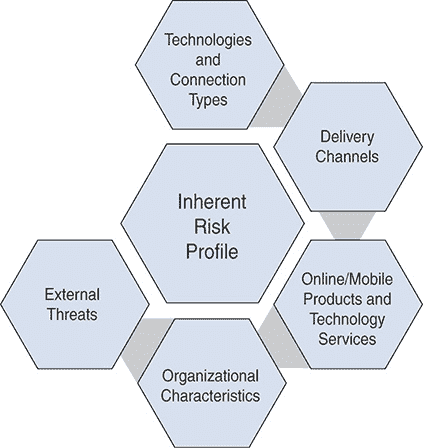 Technologies
and
Connection
Types
Delivery
Channels
Inherent
Risk
Profile
Online/Mobile
Products and
Technology
Services
External
Threats
Organizational
Characteristics